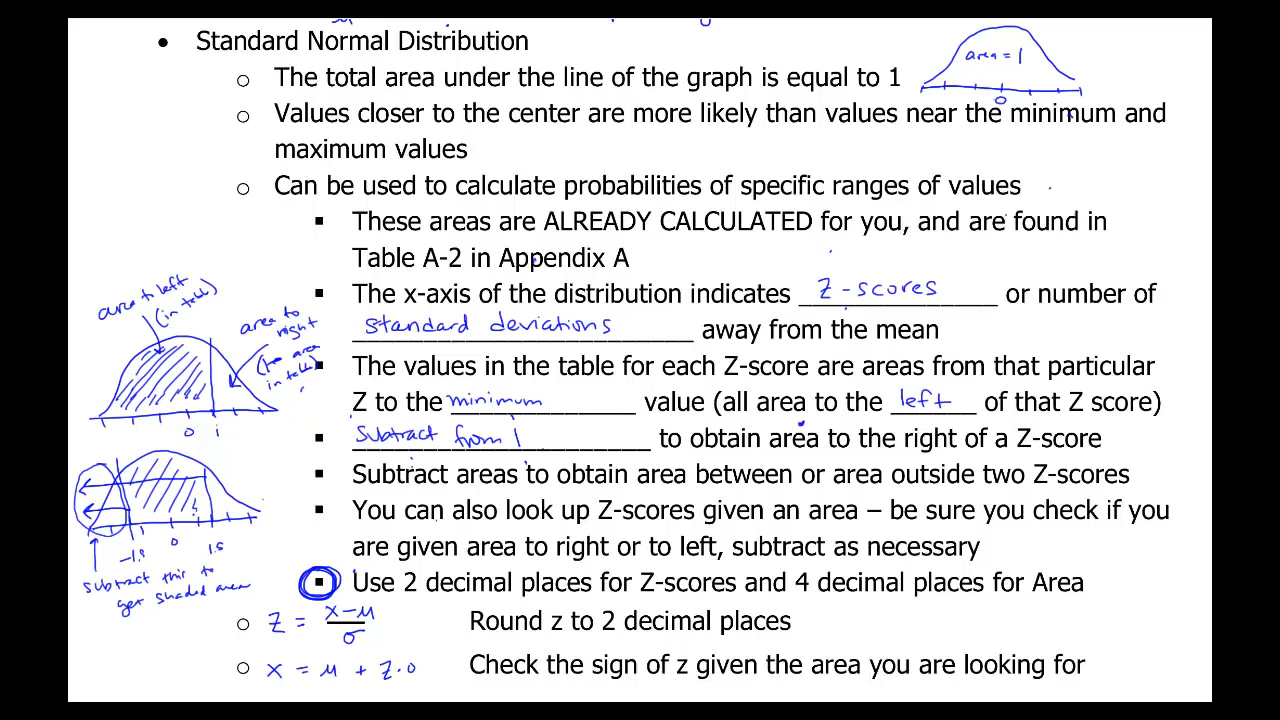 • Standard Normal Distribution
area = 1
0
o The total area under the line of the graph is equal to 1
o Values closer to the center are more likely than values near the minimum and
maximum values
o Can be used to calculate probabilities of specific ranges of values
▪ These areas are ALREADY CALCULATED for you, and are found in
Table A-2 in Appendix A
▪ The x-axis of the distribution indicates z-scores or number of
standard deviations away from the mean
▪ The values in the table for each Z-score are areas from that particular
Z to the minimum value (all area to the left of that Z score)
▪ Subtract from 1 to obtain area to the right of a Z-score
▪ Subtract areas to obtain area between or area outside two Z-scores
▪ You can also look up Z-scores given an area – be sure you check if you
are given area to right or to left, subtract as necessary
▪ Use 2 decimal places for Z-scores and 4 decimal places for Area
o z = x-μ / σ Round z to 2 decimal places
o x = μ + z·σ Check the sign of z given the area you are looking for
area to left
(in table)
area to
right
area
in table)
0 1
0
1.5
subtract this to
get shaded area